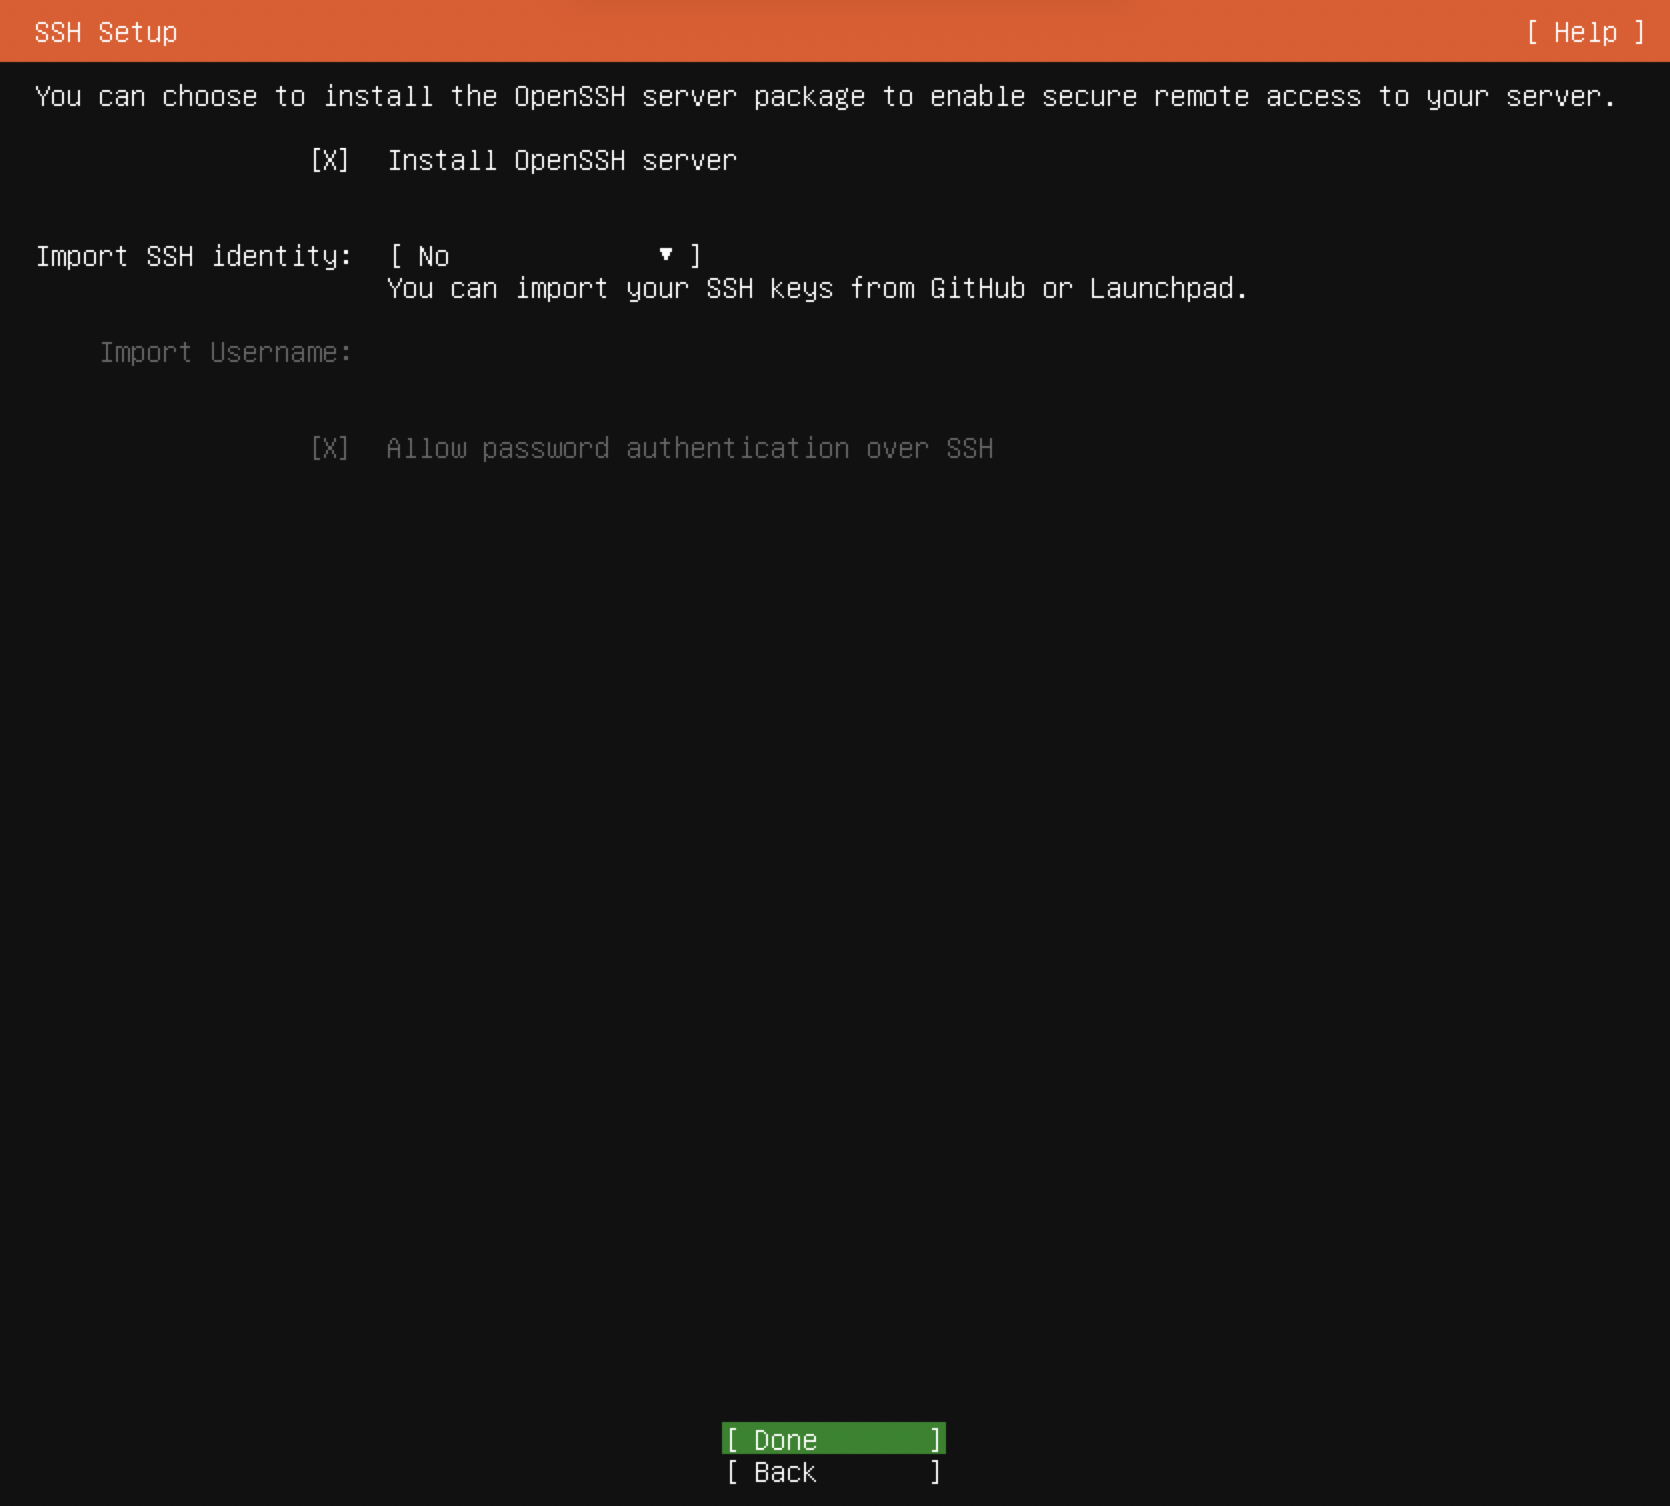 SSH Setup [ Help ]
You can choose to install the OpenSSH server package to enable secure remote access to your server.
[X] Install OpenSSH server
Import SSH identity: [ No ▾ ]
You can import your SSH keys from GitHub or Launchpad.
Import Username:
[X] Allow password authentication over SSH
[ Done ]
[ Back ]